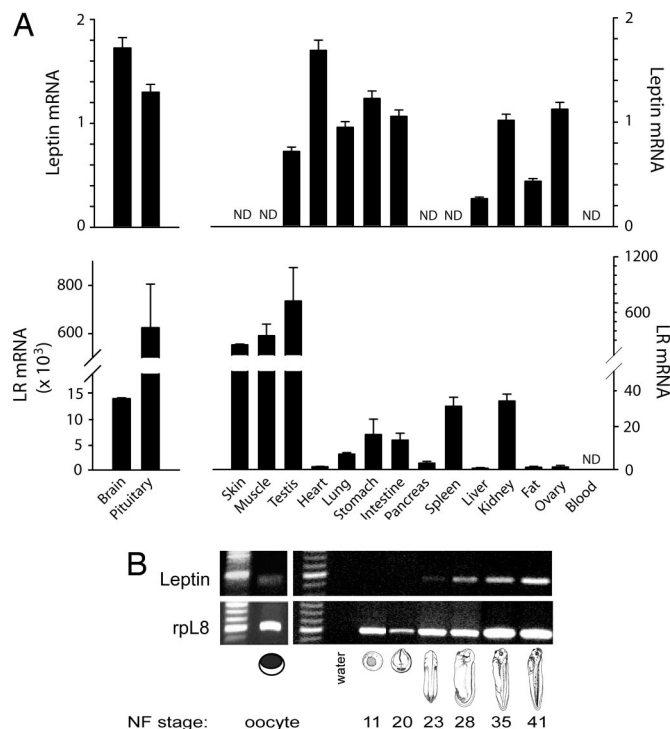 A
2
1
0
Leptin mRNA
ND
ND
ND
ND
ND
2
1
0
Leptin mRNA
800
600
15
10
5
0
LR mRNA
(x 10³)
ND
1200
600
40
20
0
LR mRNA
Brain
Pituitary
Skin
Muscle
Testis
Heart
Lung
Stomach
Intestine
Pancreas
Spleen
Liver
Kidney
Fat
Ovary
Blood
B
Leptin
rpL8
water
NF stage: oocyte 11 20 23 28 35 41